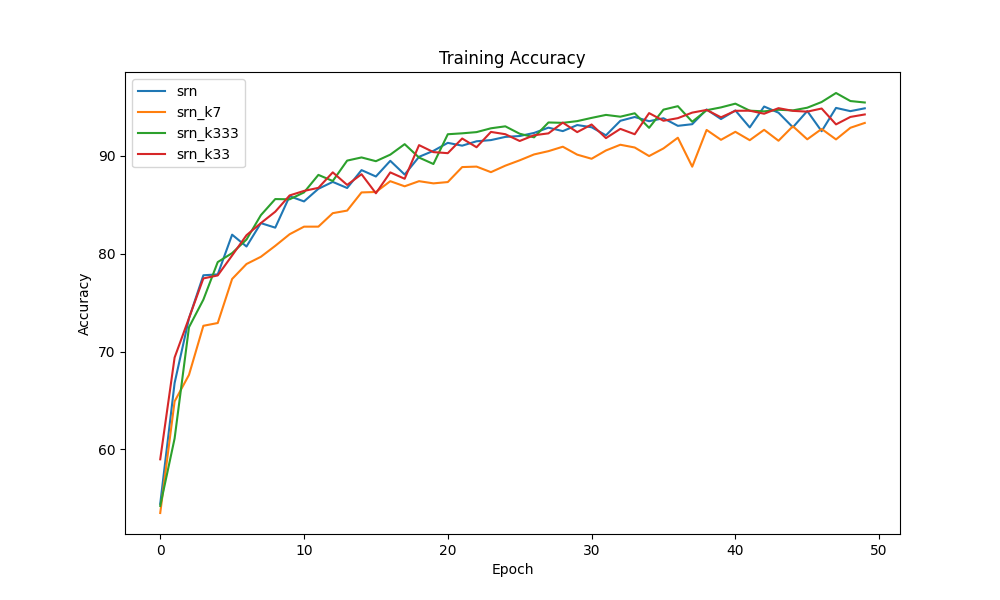 Training Accuracy
srn
srn_k7
srn_k333
srn_k33
Accuracy
90
80
70
60
0 10 20 30 40 50
Epoch